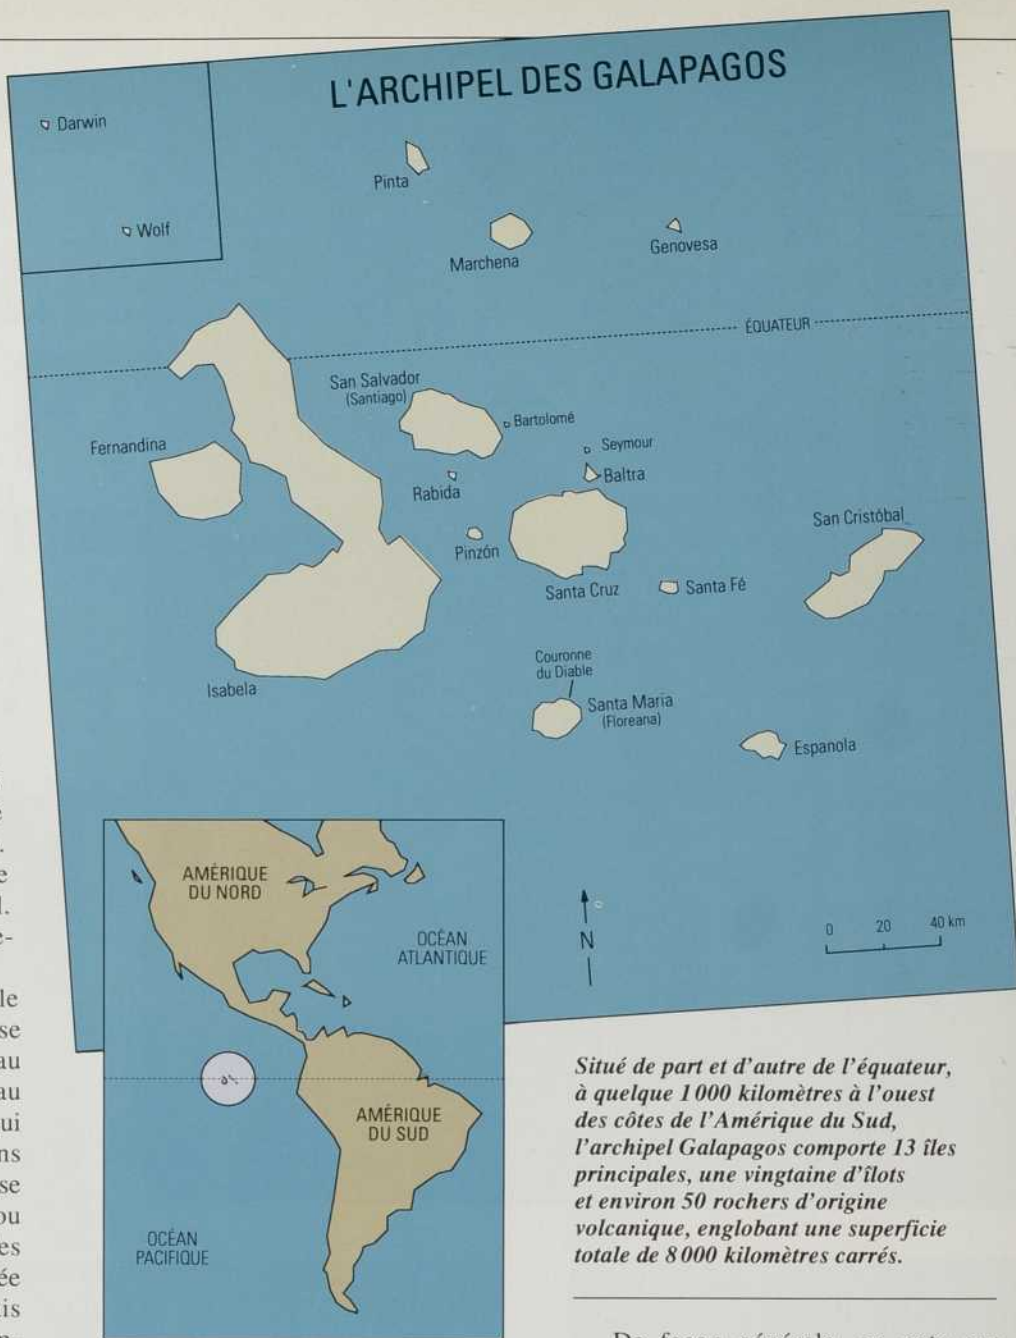 L'ARCHIPEL DES GALAPAGOS
Darwin
Wolf
Pinta
Marchena
Genovesa
ÉQUATEUR
San Salvador
(Santiago)
Bartolomé
Fernandina
Seymour
Baltra
Rabida
San Cristóbal
Pinzón
Santa Cruz
Santa Fé
Isabela
Couronne
du Diable
Santa Maria
(Floreana)
Espanola
N
0 20 40 km
AMÉRIQUE
DU NORD
OCÉAN
ATLANTIQUE
AMÉRIQUE
DU SUD
OCÉAN
PACIFIQUE
Situé de part et d'autre de l'équateur,
à quelque 1000 kilomètres à l'ouest
des côtes de l'Amérique du Sud,
l'archipel Galapagos comporte 13 îles
principales, une vingtaine d'îlots
et environ 50 rochers d'origine
volcanique, englobant une superficie
totale de 8000 kilomètres carrés.